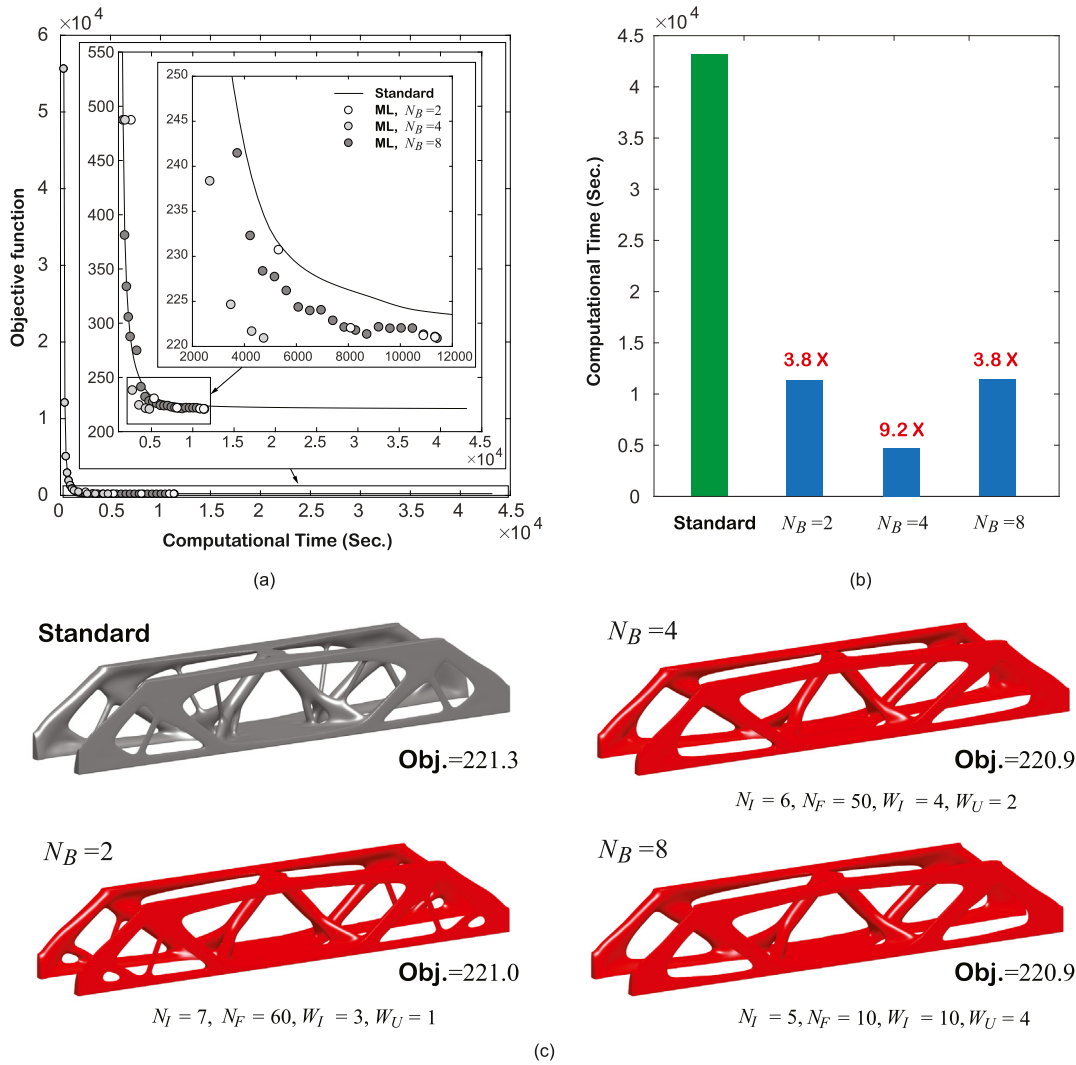 ×10⁴
6
5
4
3
2
1
0
Objective function
0
0.5
1
1.5
2
2.5
3
3.5
4
4.5
×10⁴
Computational Time (Sec.)
550
500
450
400
350
300
250
200
0.5
1
1.5
2
2.5
3
3.5
4
4.5
×10⁴
250
245
240
235
230
225
220
2000
4000
6000
8000
10000
12000
Standard
ML, N_B=2
ML, N_B=4
ML, N_B=8
(a)
×10⁴
4.5
4
3.5
3
2.5
2
1.5
1
0.5
0
Computational Time (Sec.)
3.8 X
9.2 X
3.8 X
Standard
N_B=2
N_B=4
N_B=8
(b)
Standard
Obj.=221.3
N_B=4
Obj.=220.9
N_I = 6, N_F = 50, W_I = 4, W_U = 2
N_B=2
Obj.=221.0
N_I = 7, N_F = 60, W_I = 3, W_U = 1
N_B=8
Obj.=220.9
N_I = 5, N_F = 10, W_I = 10, W_U = 4
(c)